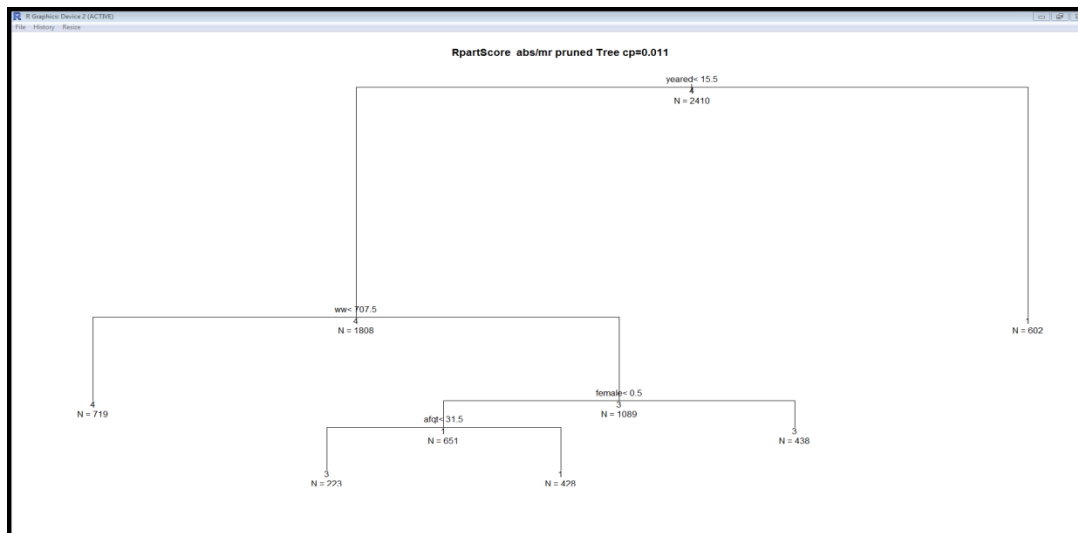 R Graphics: Device 2 (ACTIVE)
File History Resize
RpartScore abs/mr pruned Tree cp=0.011
yeared< 15.5
4
N = 2410
ww< 707.5
4
N = 1808
1
N = 602
female< 0.5
4
N = 719
3
N = 1089
afqt< 31.5
1
N = 651
3
N = 438
3
N = 223
1
N = 428